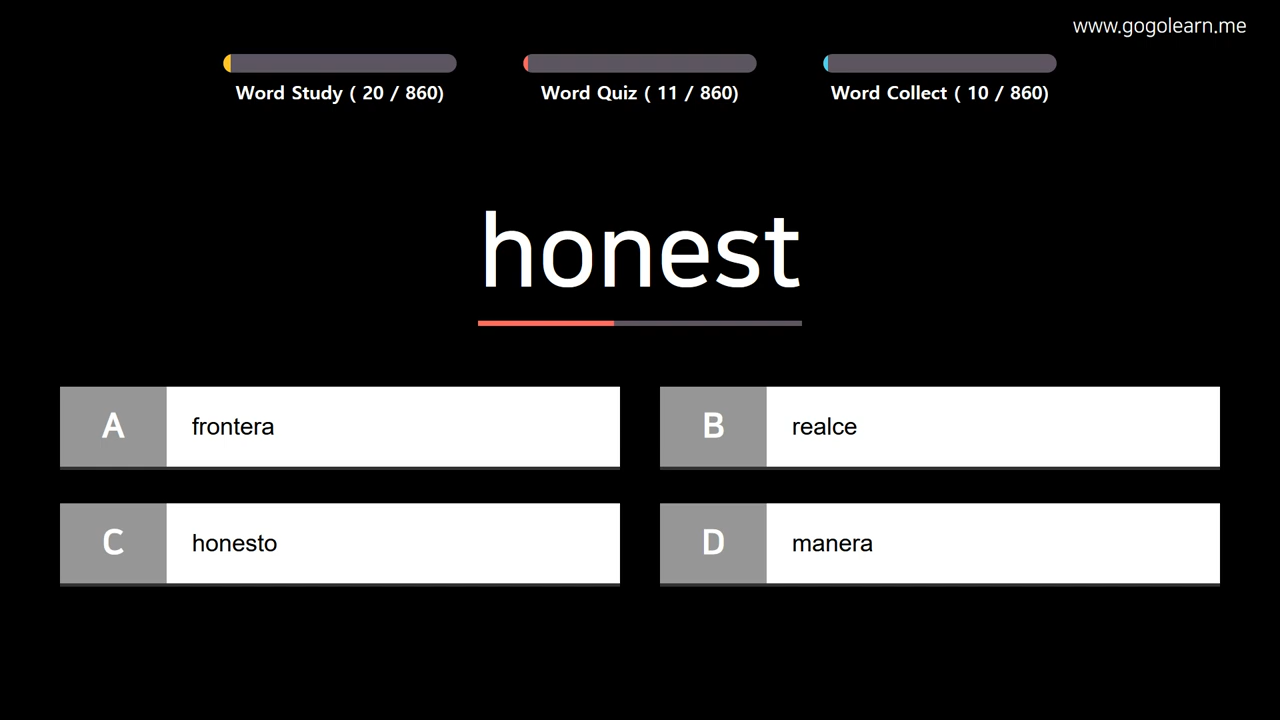 www.gogolearn.me
Word Study ( 20 / 860)
Word Quiz ( 11 / 860)
Word Collect ( 10 / 860)
honest
A frontera
B realce
C honesto
D manera